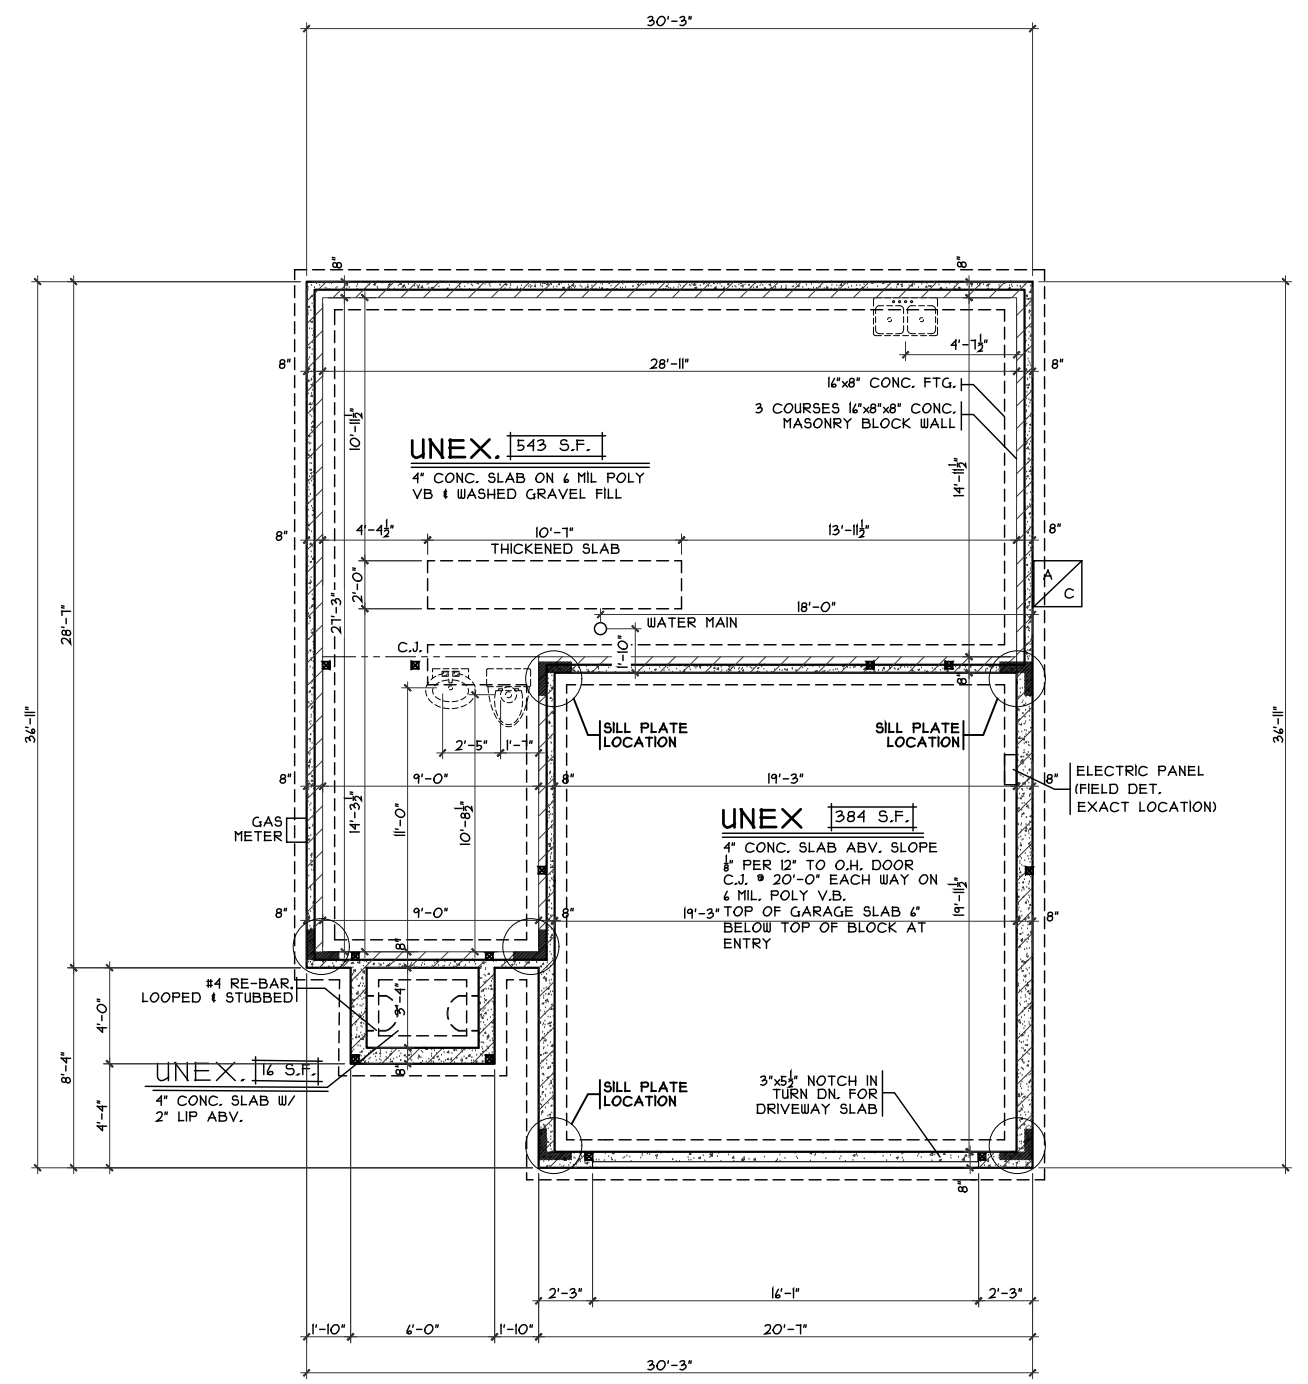 30'-3"
8"
8"
4'-7½"
8"
28'-11"
8"
16"x8" CONC. FTG.
3 COURSES 16"x8"x8" CONC.
MASONRY BLOCK WALL
10'-11½"
UNEX. 543 S.F.
4" CONC. SLAB ON 6 MIL POLY
VB & WASHED GRAVEL FILL
14'-11½"
8"
4'-4½"
10'-7"
13'-11½"
8"
THICKENED SLAB
2'-0"
27'-3"
28'-7"
A
C
18'-0"
WATER MAIN
1'-10"
C.J.
8"
36'-11"
36'-11"
SILL PLATE
LOCATION
SILL PLATE
LOCATION
2'-5"
1'-7"
8"
9'-0"
8"
19'-3"
8"
ELECTRIC PANEL
(FIELD DET.
EXACT LOCATION)
14'-3½"
11'-0"
10'-8½"
GAS
METER
UNEX 384 S.F.
4" CONC. SLAB ABV. SLOPE
⅛" PER 12" TO O.H. DOOR
C.J. @ 20'-0" EACH WAY ON
6 MIL. POLY V.B.
TOP OF GARAGE SLAB 6"
BELOW TOP OF BLOCK AT
ENTRY
19'-11½"
8"
9'-0"
8"
19'-3"
8"
8"
#4 RE-BAR,
LOOPED & STUBBED
3'-4"
4'-0"
8'-4"
UNEX. 16 S.F.
4" CONC. SLAB W/
2" LIP ABV.
8"
4'-4"
SILL PLATE
LOCATION
3"x5½" NOTCH IN
TURN DN. FOR
DRIVEWAY SLAB
8"
2'-3"
16'-1"
2'-3"
1'-10"
6'-0"
1'-10"
20'-7"
30'-3"